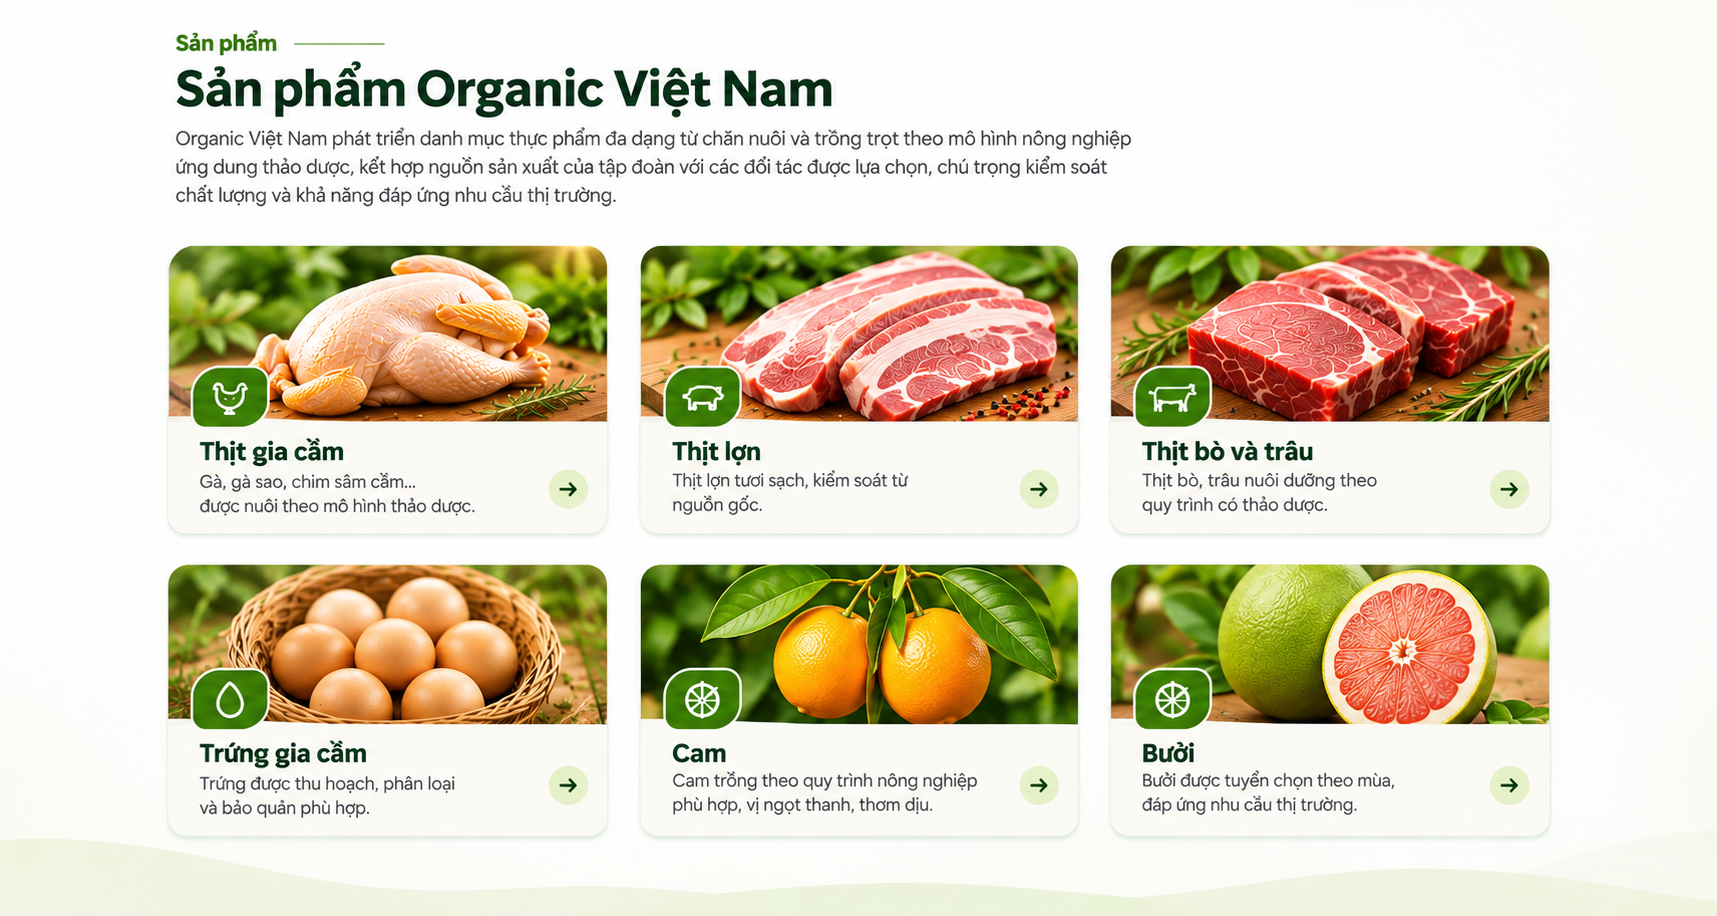 Sản phẩm
Sản phẩm Organic Việt Nam
Organic Việt Nam phát triển danh mục thực phẩm đa dạng từ chăn nuôi và trồng trọt theo mô hình nông nghiệp
ứng dung thảo dược, kết hợp nguồn sản xuất của tập đoàn với các đối tác được lựa chọn, chú trọng kiểm soát
chất lượng và khả năng đáp ứng nhu cầu thị trường.
Thịt gia cầm
Gà, gà sao, chim sâm cầm...
được nuôi theo mô hình thảo dược.
Thịt lợn
Thịt lợn tươi sạch, kiểm soát từ
nguồn gốc.
Thịt bò và trâu
Thịt bò, trâu nuôi dưỡng theo
quy trình có thảo dược.
Trứng gia cầm
Trứng được thu hoạch, phân loại
và bảo quản phù hợp.
Cam
Cam trồng theo quy trình nông nghiệp
phù hợp, vị ngọt thanh, thơm dịu.
Bưởi
Bưởi được tuyển chọn theo mùa,
đáp ứng nhu cầu thị trường.